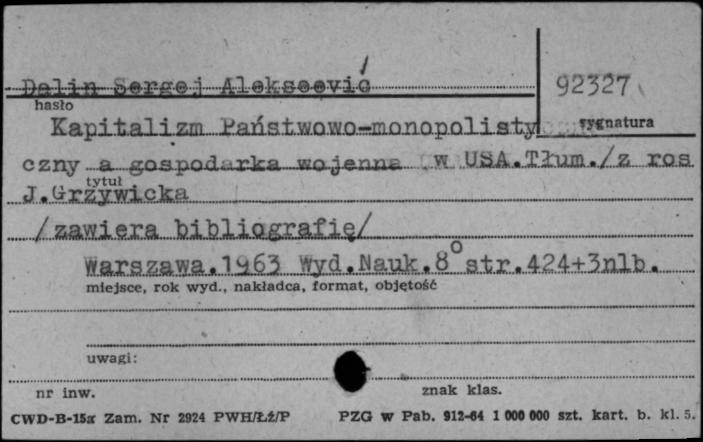 Dalin Sergej Alekseević
92327
hasło
sygnatura
Kapitalizm Państwowo-monopolisty
czny a gospodarka wojenna w USA.Tłum./z ros
tytuł
J.Grzywicka
/zawiera bibliografię/
Warszawa.1963 Wyd.Nauk.8° str.424+3nlb.
miejsce, rok wyd., nakładca, format, objętość
uwagi:
nr inw.
znak klas.
CWD-B-15a Zam. Nr 2924 PWH/ŁŹ/P
PZG w Pab. 912-64 1 000 000 szt. kart. b. kl. 5.